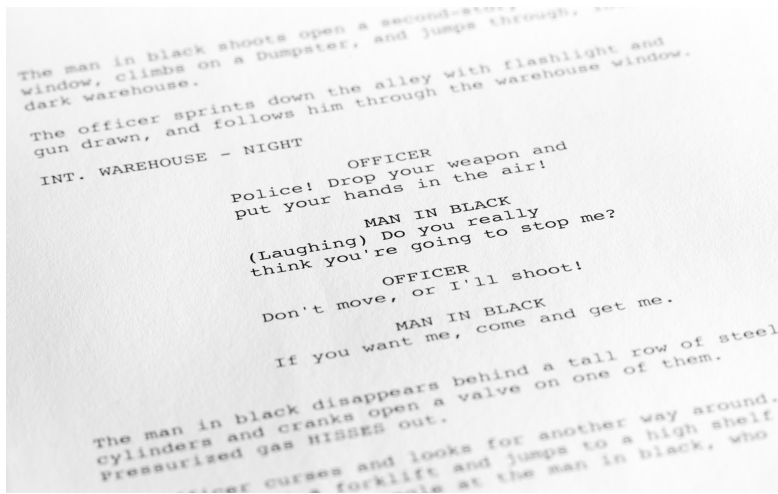 The man in black shoots open a second-story
window, climbs on a Dumpster, and jumps through,
dark warehouse.
The officer sprints down the alley with flashlight and
gun drawn, and follows him through the warehouse window.
INT. WAREHOUSE - NIGHT
OFFICER
Police! Drop your weapon and
put your hands in the air!
MAN IN BLACK
(Laughing) Do you really
think you're going to stop me?
OFFICER
Don't move, or I'll shoot!
MAN IN BLACK
If you want me, come and get me.
The man in black disappears behind a tall row of steel
cylinders and cranks open a valve on one of them.
Pressurized gas HISSES out.
officer curses and looks for another way around.
a forklift and jumps to a high shelf
at the man in black, who